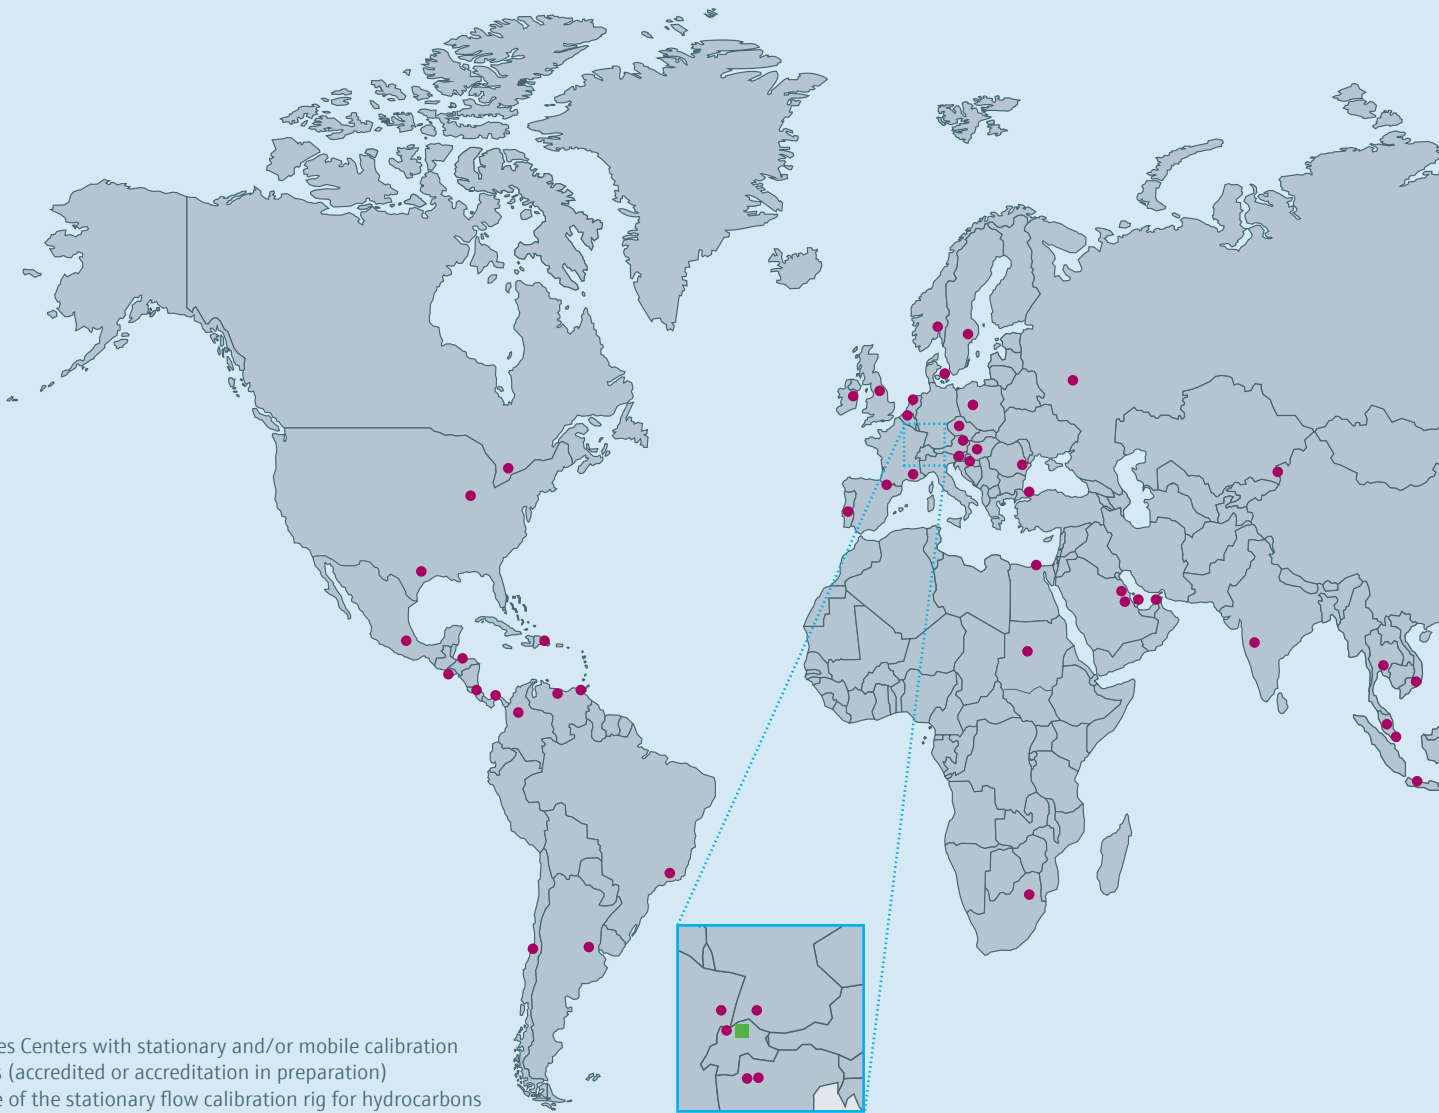 es Centers with stationary and/or mobile calibration
s (accredited or accreditation in preparation)
e of the stationary flow calibration rig for hydrocarbons